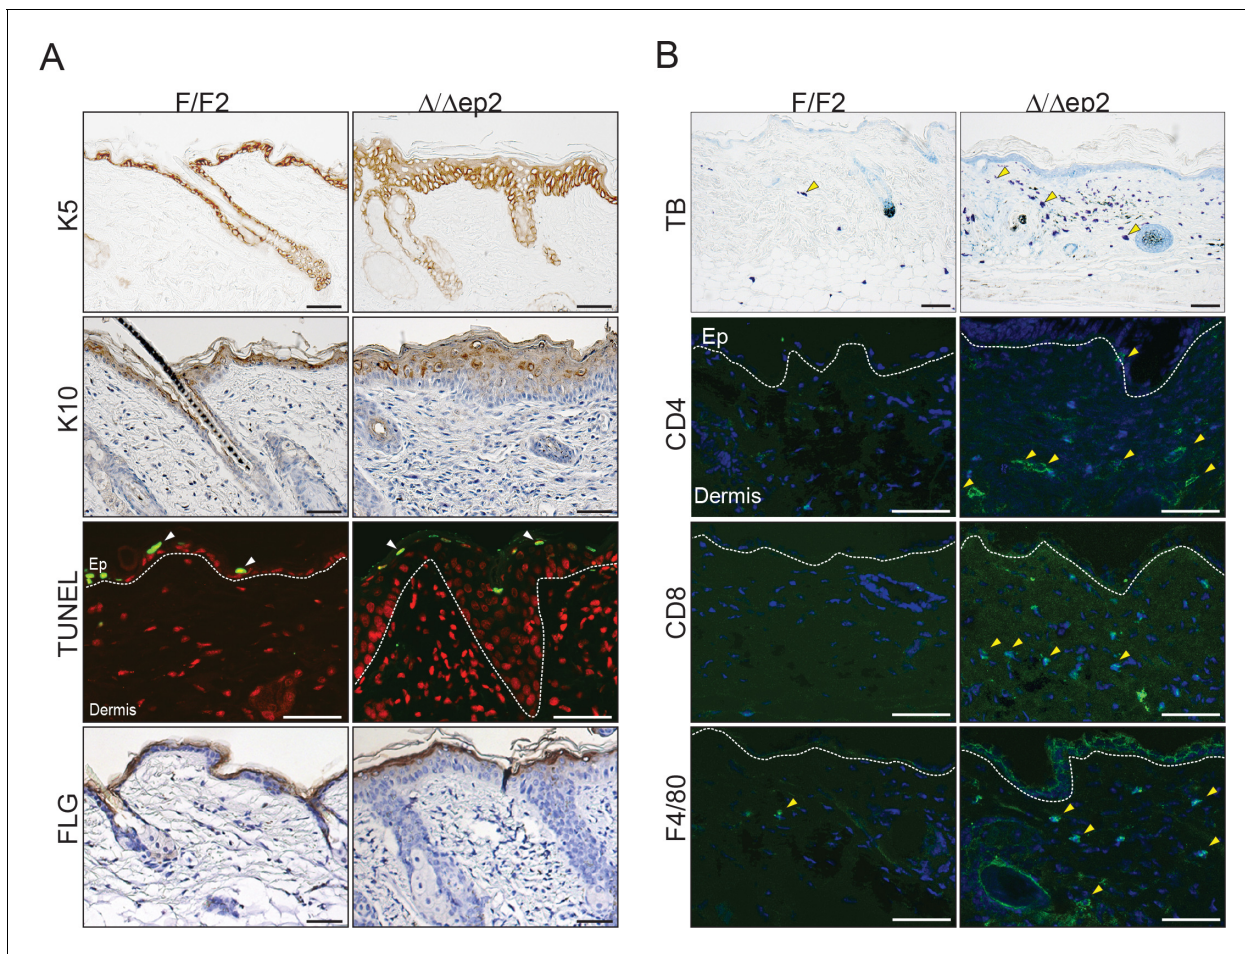 A
F/F2
Δ/Δep2
K5
K10
TUNEL
Ep
Dermis
FLG
B
F/F2
Δ/Δep2
TB
CD4
Ep
Dermis
CD8
F4/80